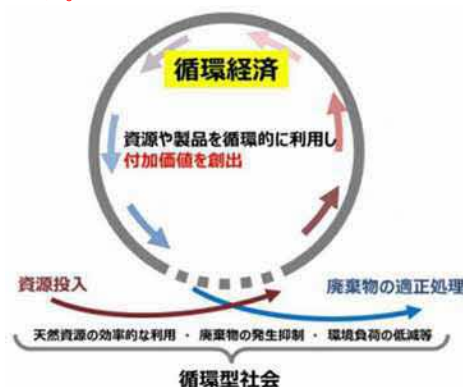 循環経済
資源や製品を循環的に利用し
付加価値を創出
資源投入
廃棄物の適正処理
天然資源の効率的な利用 ・ 廃棄物の発生抑制 ・ 環境負荷の低減等
循環型社会